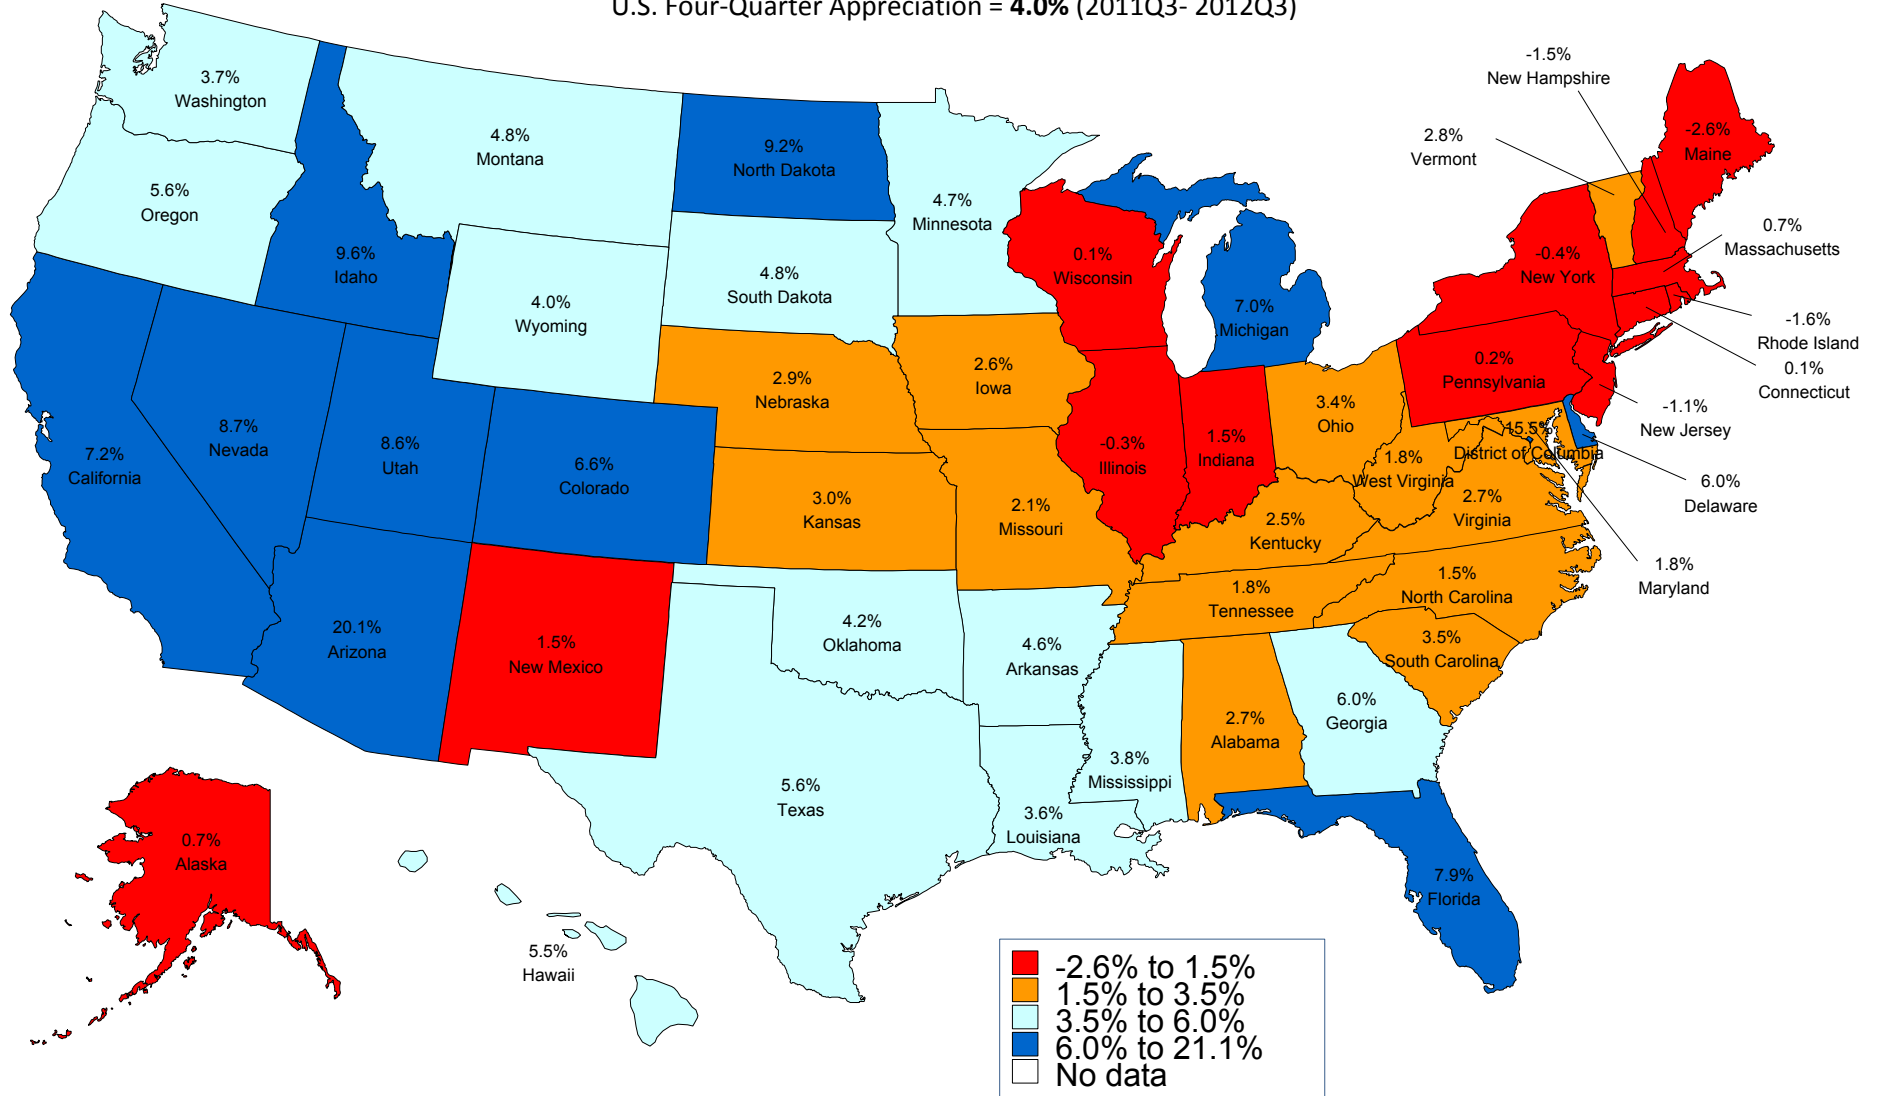 U.S. Four-Quarter Appreciation = 4.0% (2011Q3- 2012Q3)
3.7%
Washington
5.6%
Oregon
7.2%
California
8.7%
Nevada
9.6%
Idaho
4.8%
Montana
4.0%
Wyoming
8.6%
Utah
6.6%
Colorado
20.1%
Arizona
1.5%
New Mexico
9.2%
North Dakota
4.8%
South Dakota
2.9%
Nebraska
3.0%
Kansas
4.2%
Oklahoma
5.6%
Texas
4.7%
Minnesota
2.6%
Iowa
2.1%
Missouri
4.6%
Arkansas
3.6%
Louisiana
0.1%
Wisconsin
-0.3%
Illinois
7.0%
Michigan
1.5%
Indiana
3.4%
Ohio
2.5%
Kentucky
1.8%
Tennessee
3.8%
Mississippi
2.7%
Alabama
6.0%
Georgia
7.9%
Florida
3.5%
South Carolina
1.5%
North Carolina
2.7%
Virginia
1.8%
West Virginia
15.5%
District of Columbia
0.2%
Pennsylvania
-0.4%
New York
2.8%
Vermont
-1.5%
New Hampshire
-2.6%
Maine
0.7%
Massachusetts
-1.6%
Rhode Island
0.1%
Connecticut
-1.1%
New Jersey
6.0%
Delaware
1.8%
Maryland
0.7%
Alaska
5.5%
Hawaii
-2.6% to 1.5%
1.5% to 3.5%
3.5% to 6.0%
6.0% to 21.1%
No data